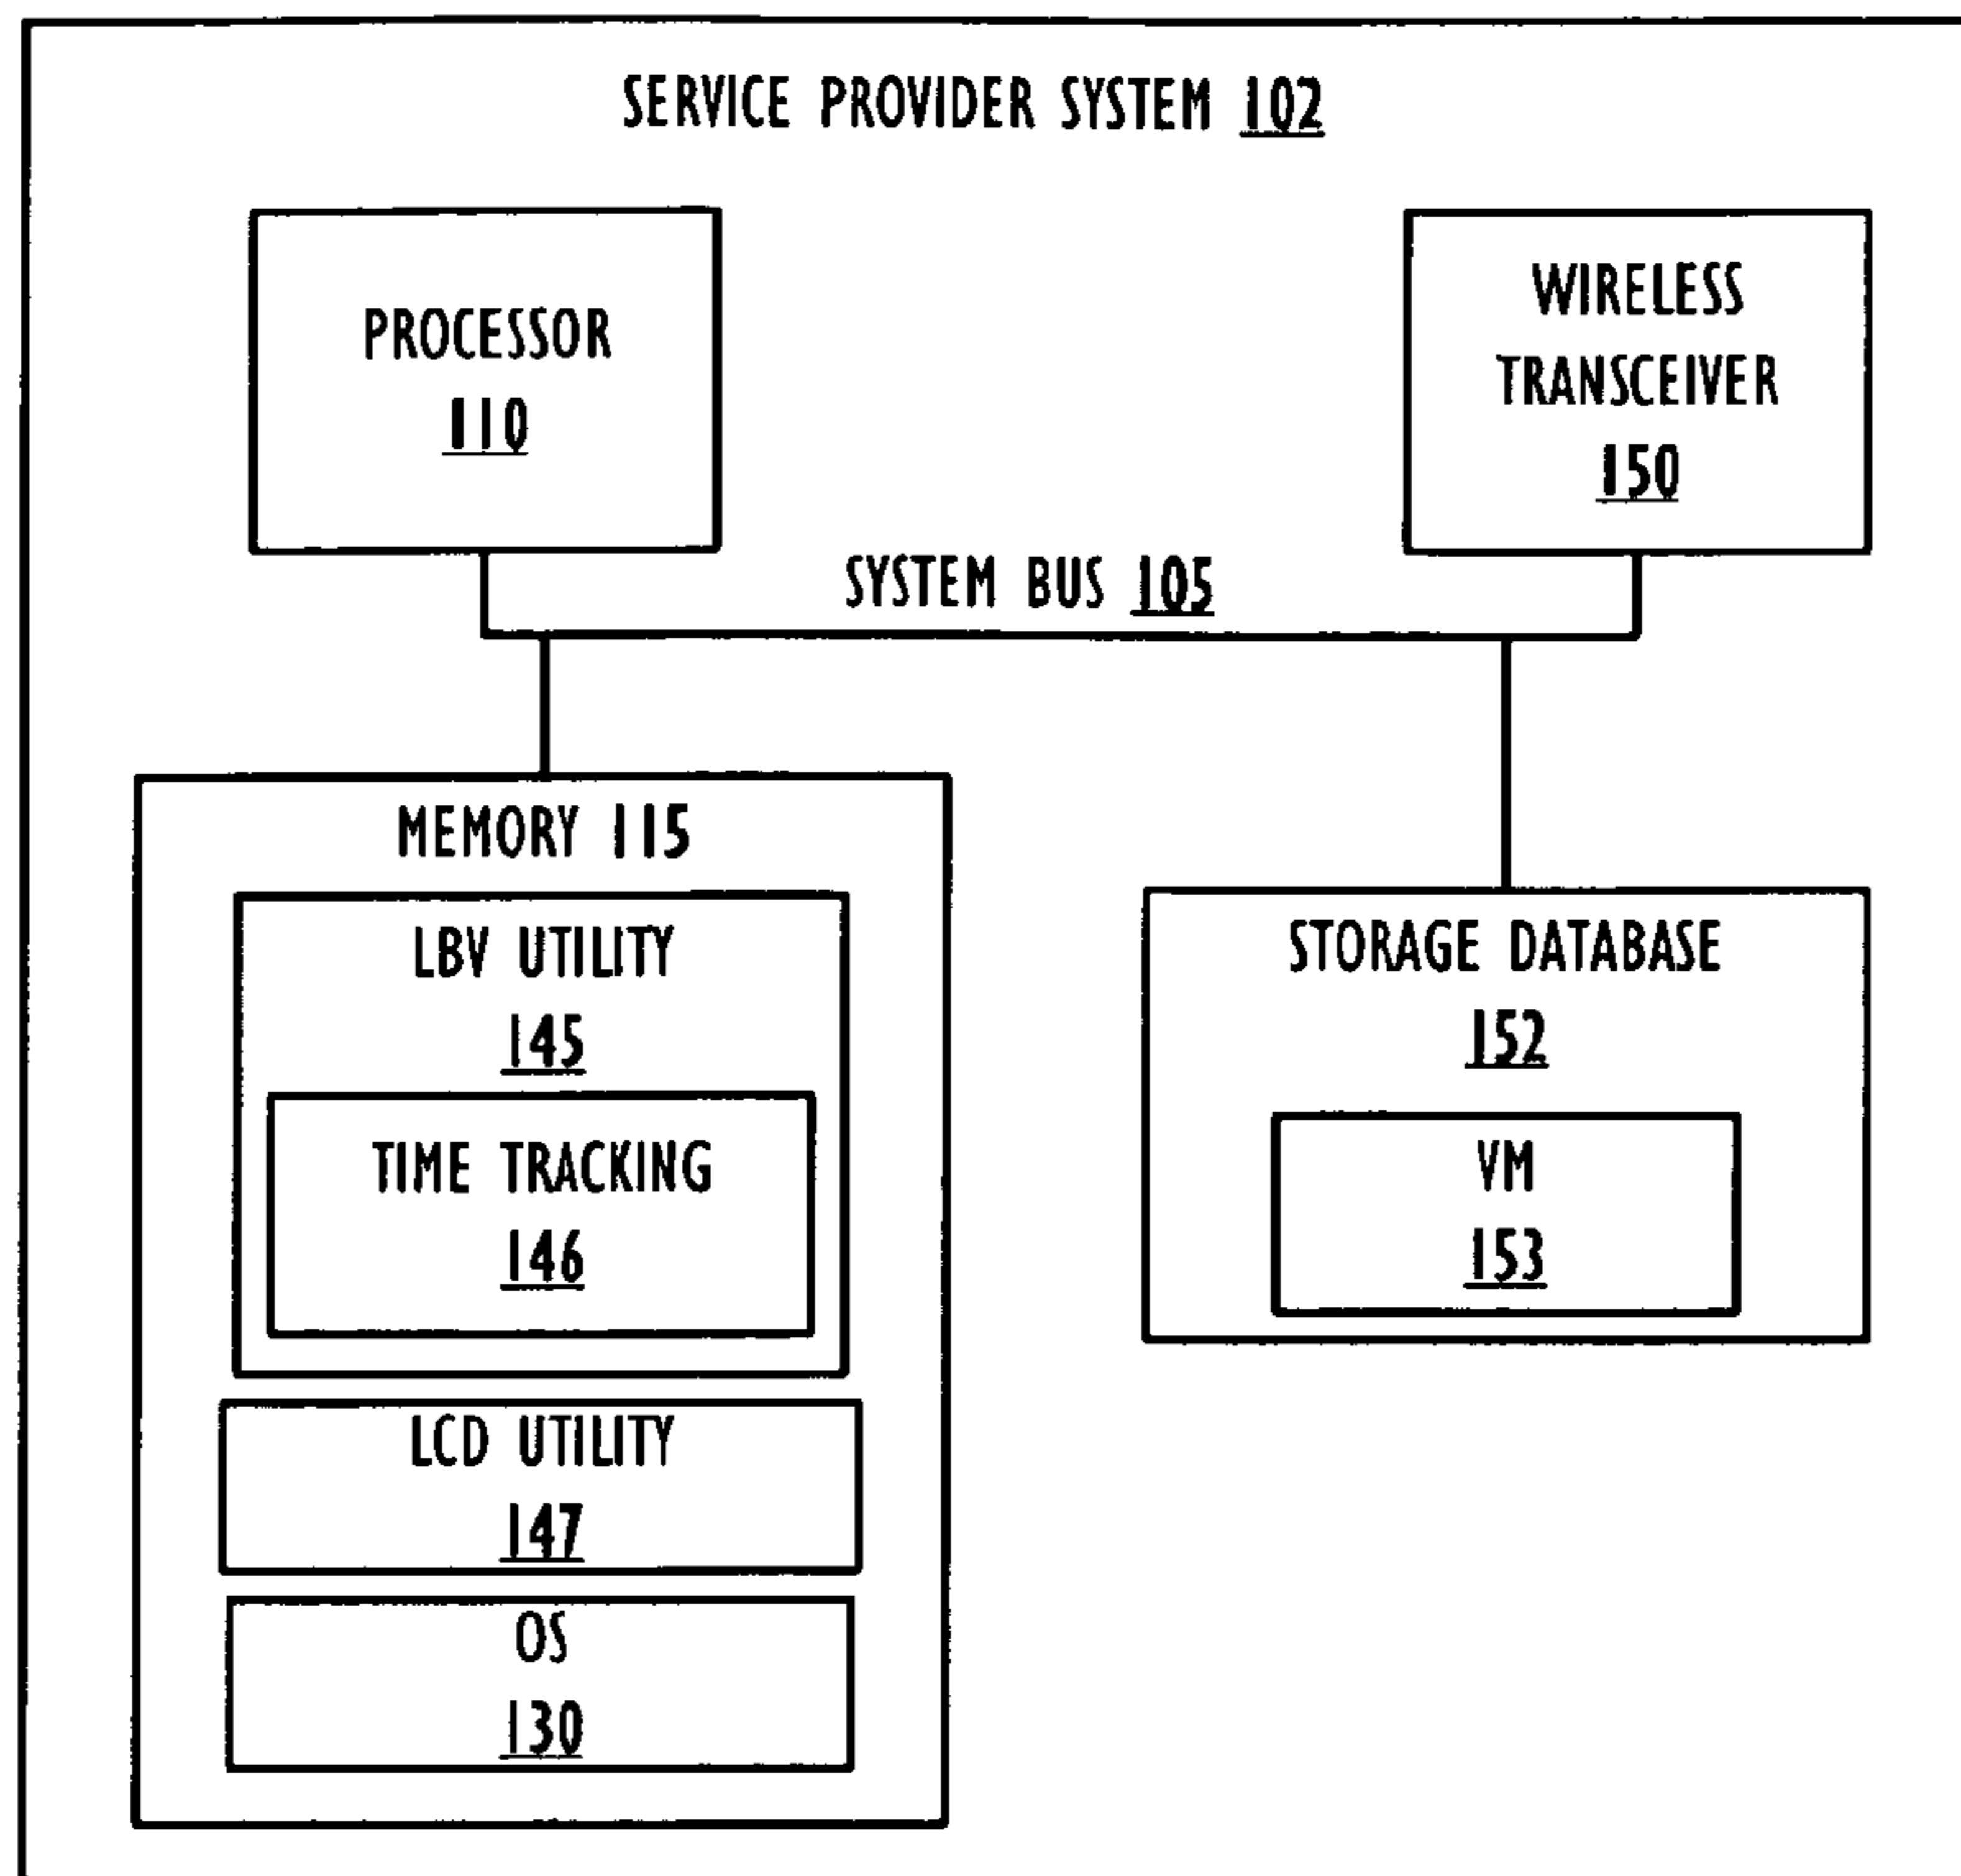 SERVICE PROVIDER SYSTEM 102
PROCESSOR
110
WIRELESS
TRANSCEIVER
150
SYSTEM BUS 105
MEMORY 115
LBV UTILITY
145
TIME TRACKING
146
LCD UTILITY
147
OS
130
STORAGE DATABASE
152
VM
153